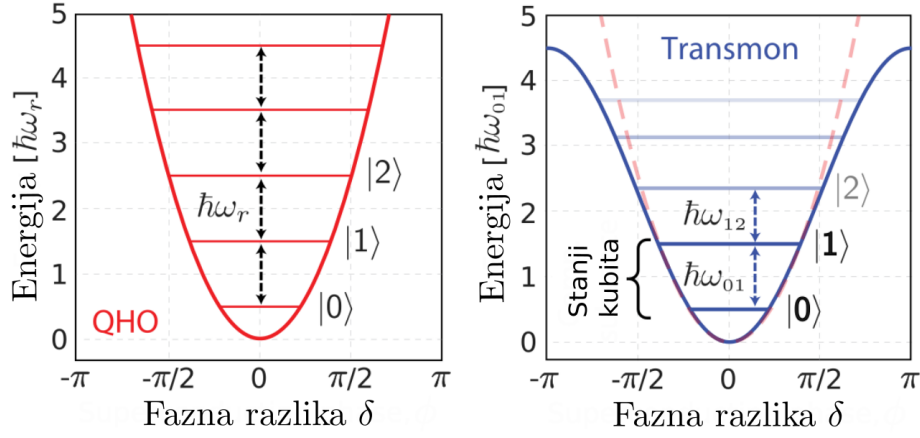 Energija [ħω_r]
5
4
3
2
1
0
ħω_r
|2⟩
|1⟩
|0⟩
QHO
-π
-π/2
0
π/2
π
Fazna razlika δ
Energija [ħω_01]
5
4
3
2
1
0
Transmon
|2⟩
ħω_12
|1⟩
Stanji
kubita
ħω_01
|0⟩
-π
-π/2
0
π/2
π
Fazna razlika δ